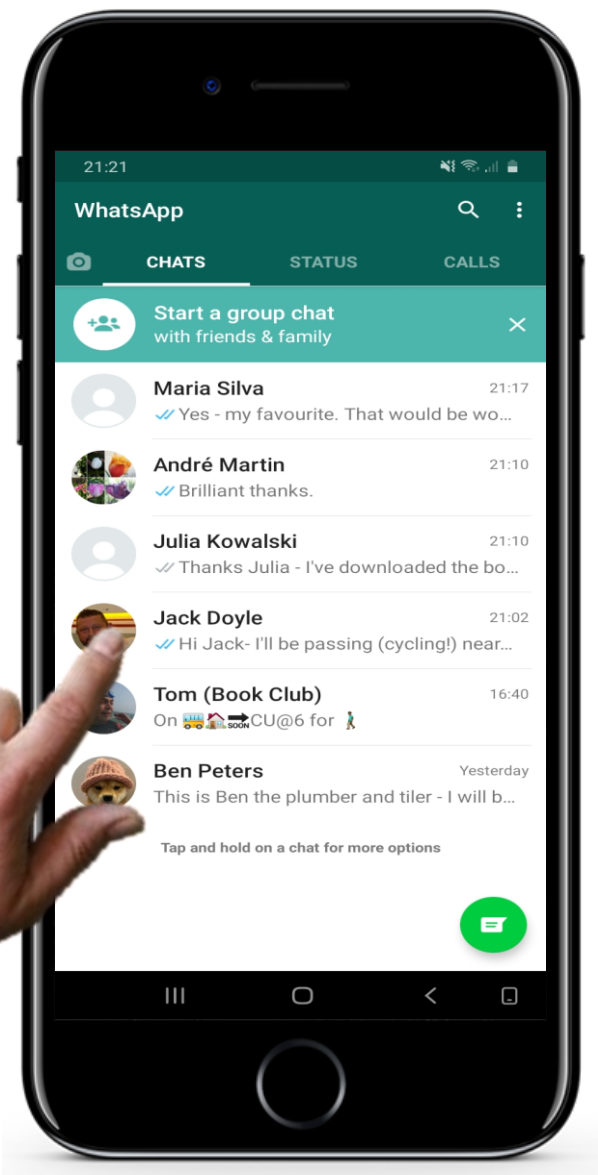 21:21
WhatsApp
CHATS STATUS CALLS
Start a group chat
with friends & family
Maria Silva 21:17
Yes - my favourite. That would be wo...
André Martin 21:10
Brilliant thanks.
Julia Kowalski 21:10
Thanks Julia - I've downloaded the bo...
Jack Doyle 21:02
Hi Jack- I'll be passing (cycling!) near...
Tom (Book Club) 16:40
On 🚌🏠🔜CU@6 for 🚶
Ben Peters Yesterday
This is Ben the plumber and tiler - I will b...
Tap and hold on a chat for more options